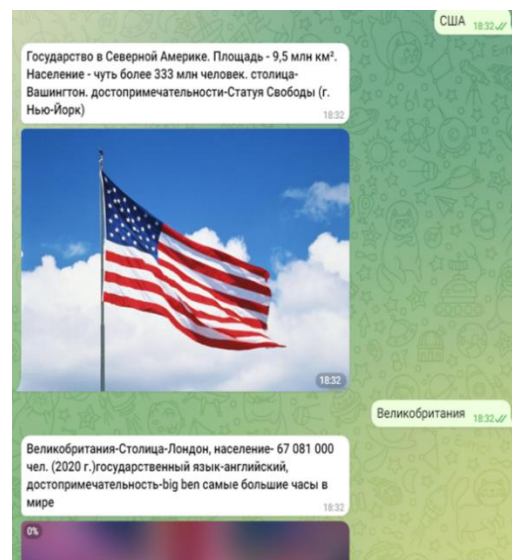 США 18:32
Государство в Северной Америке. Площадь - 9,5 млн км².
Население - чуть более 333 млн человек. столица-
Вашингтон. достопримечательности-Статуя Свободы (г.
Нью-Йорк)
18:32
18:32
Великобритания 18:32
Великобритания-Столица-Лондон, население- 67 081 000
чел. (2020 г.)государственный язык-английский,
достопримечательность-big ben самые большие часы в
мире
18:32
0%